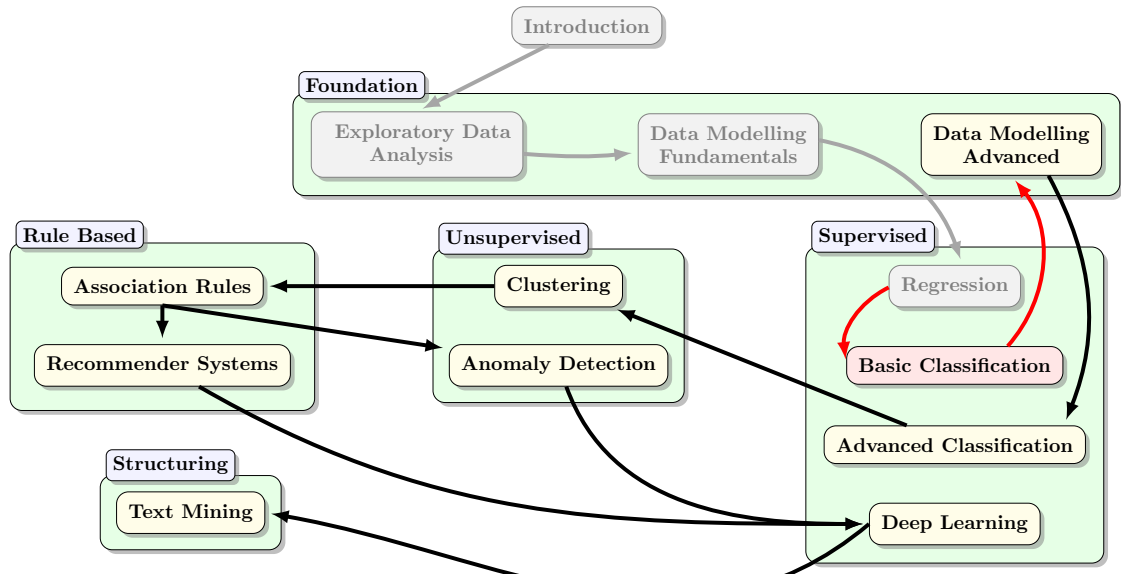 Introduction
Foundation
Exploratory Data
Analysis
Data Modelling
Fundamentals
Data Modelling
Advanced
Rule Based
Association Rules
Recommender Systems
Unsupervised
Clustering
Anomaly Detection
Supervised
Regression
Basic Classification
Advanced Classification
Deep Learning
Structuring
Text Mining